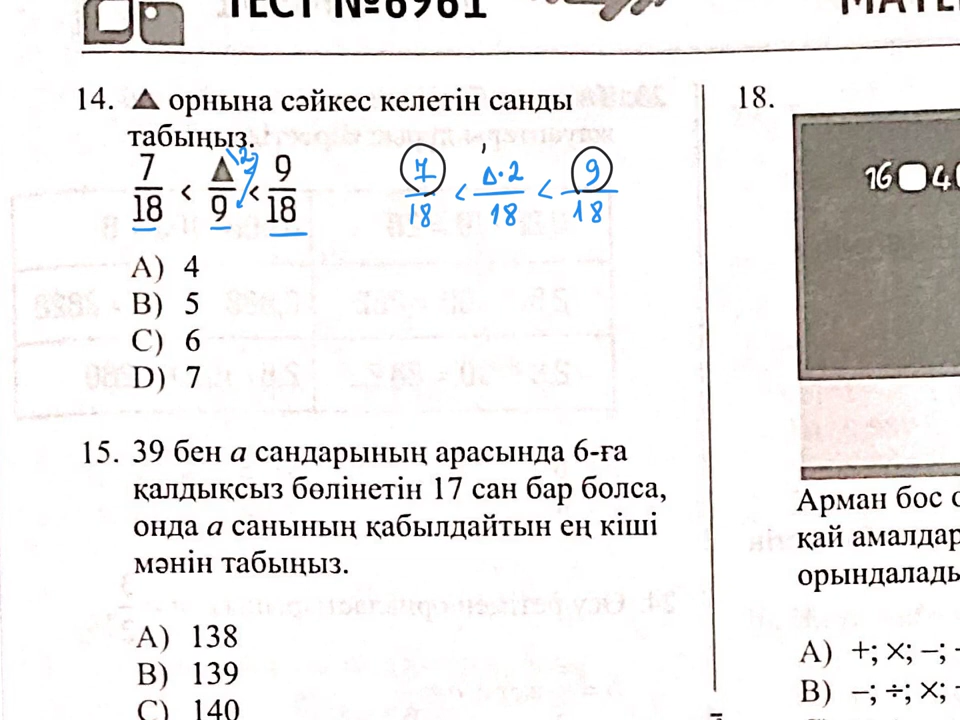 ТЕСТ №6961
14. ▲ орнына сәйкес келетін санды
табыңыз.
7/18 < ▲/9 < 9/18
7/18 < Δ·2/18 < 9/18
A) 4
B) 5
C) 6
D) 7
15. 39 бен a сандарының арасында 6-ға
қалдықсыз бөлінетін 17 сан бар болса,
онда a санының қабылдайтын ең кіші
мәнін табыңыз.
A) 138
B) 139
C) 140
18.
16 4
Арман бос
қай амалдар
орындалады
A) +; ×; –;
B) –; ÷; ×;